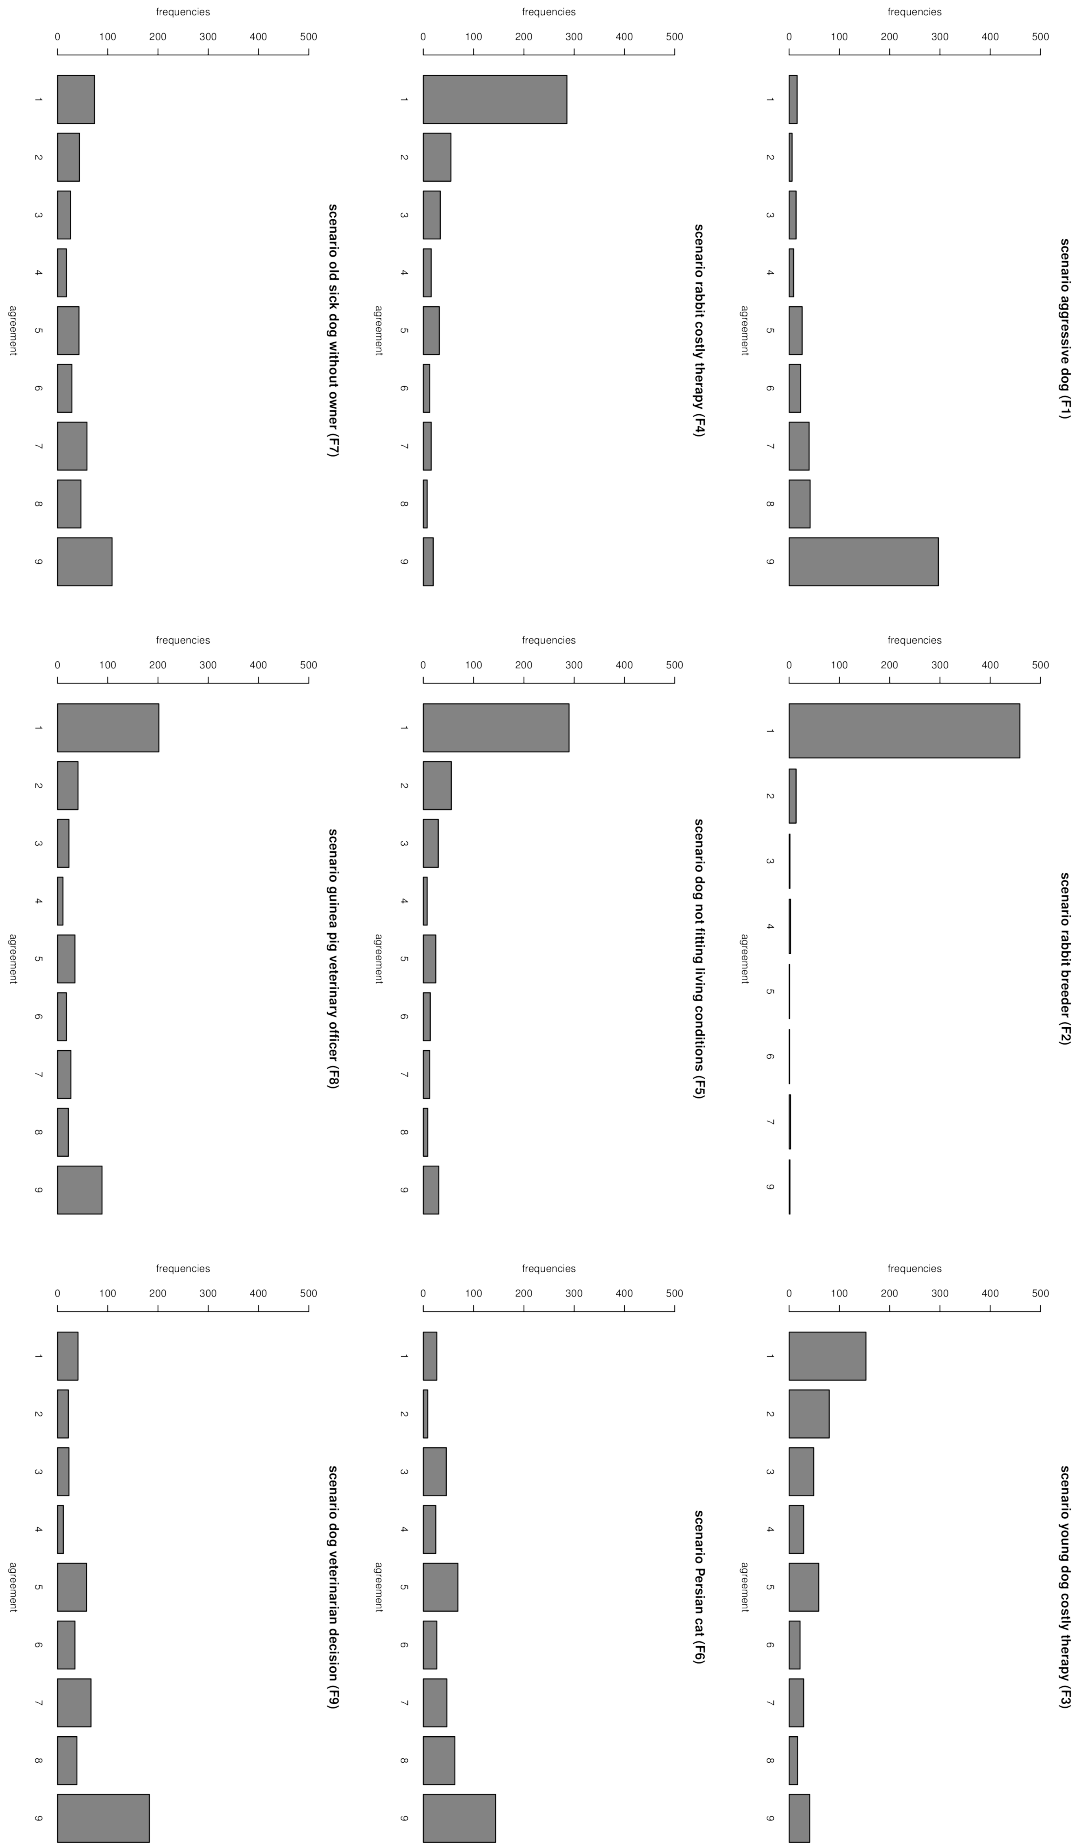 scenario aggressive dog (F1)
frequencies
500
400
300
200
100
0
1 2 3 4 5 6 7 8 9
agreement
scenario rabbit breeder (F2)
frequencies
500
400
300
200
100
0
1 2 3 4 5 6 7 9
agreement
scenario young dog costly therapy (F3)
frequencies
500
400
300
200
100
0
1 2 3 4 5 6 7 8 9
agreement
scenario rabbit costly therapy (F4)
frequencies
500
400
300
200
100
0
1 2 3 4 5 6 7 8 9
agreement
scenario dog not fitting living conditions (F5)
frequencies
500
400
300
200
100
0
1 2 3 4 5 6 7 8 9
agreement
scenario Persian cat (F6)
frequencies
500
400
300
200
100
0
1 2 3 4 5 6 7 8 9
agreement
scenario old sick dog without owner (F7)
frequencies
500
400
300
200
100
0
1 2 3 4 5 6 7 8 9
agreement
scenario guinea pig veterinary officer (F8)
frequencies
500
400
300
200
100
0
1 2 3 4 5 6 7 8 9
agreement
scenario dog veterinarian decision (F9)
frequencies
500
400
300
200
100
0
1 2 3 4 5 6 7 8 9
agreement